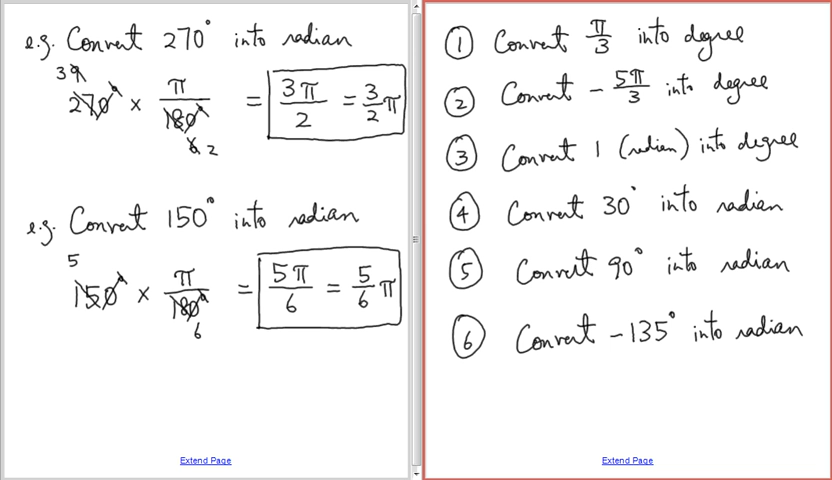 e.g. Convert 270° into radian
3 9
270° × π/180° = 3π/2 = 3/2 π
6 2
e.g. Convert 150° into radian
5
150° × π/180° = 5π/6 = 5/6 π
6
Extend Page
① Convert π/3 into degree
② Convert - 5π/3 into degree
③ Convert 1 (radian) into degree
④ Convert 30° into radian
⑤ Convert 90° into radian
⑥ Convert -135° into radian
Extend Page